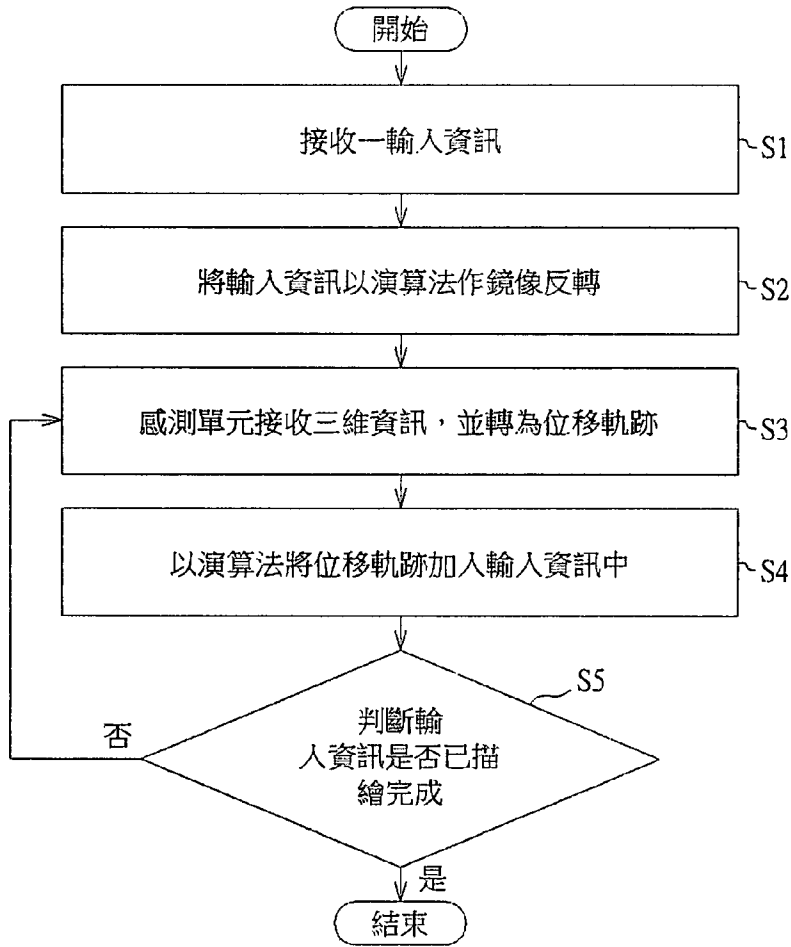 開始
接收一輸入資訊
S1
將輸入資訊以演算法作鏡像反轉
S2
感測單元接收三維資訊，並轉為位移軌跡
S3
以演算法將位移軌跡加入輸入資訊中
S4
S5
判斷輸
入資訊是否已描
繪完成
否
是
結束